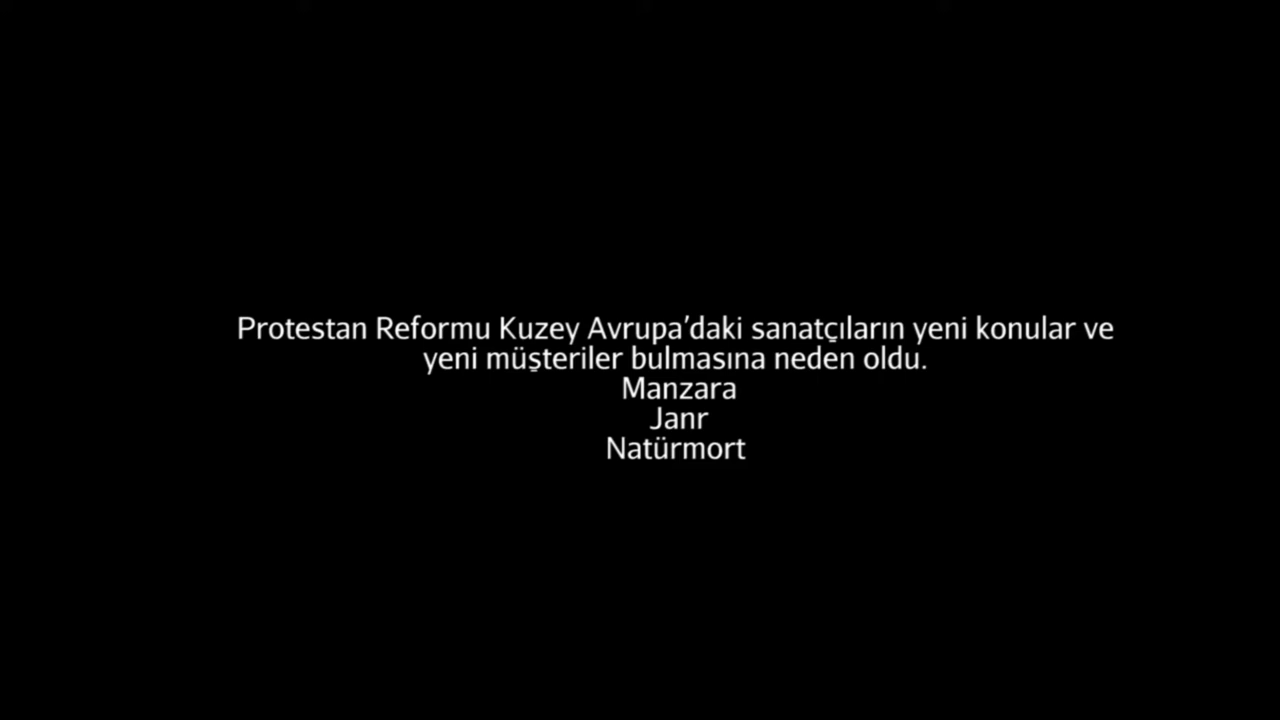 Protestan Reformu Kuzey Avrupa’daki sanatçıların yeni konular ve
yeni müşteriler bulmasına neden oldu.
Manzara
Janr
Natürmort